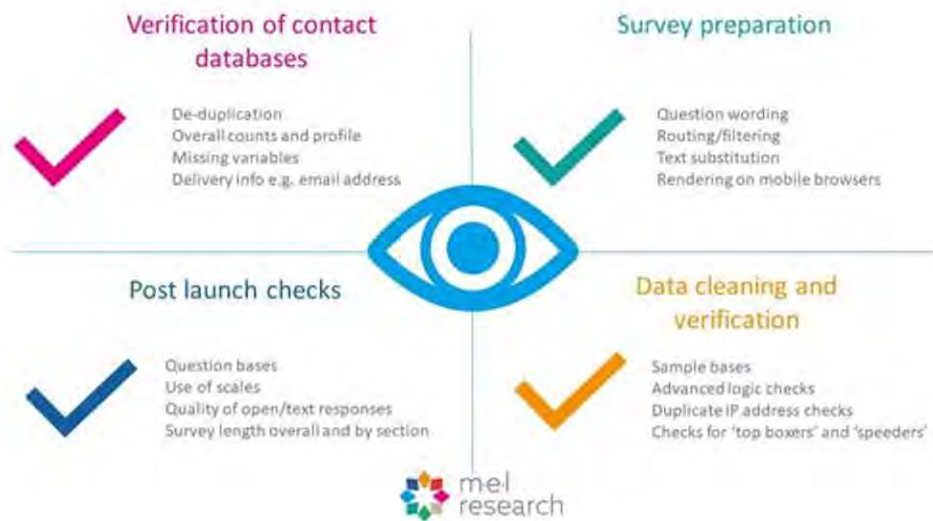 Verification of contact
databases
De-duplication
Overall counts and profile
Missing variables
Delivery info e.g. email address
Survey preparation
Question wording
Routing/filtering
Text substitution
Rendering on mobile browsers
Post launch checks
Question bases
Use of scales
Quality of open/text responses
Survey length overall and by section
Data cleaning and
verification
Sample bases
Advanced logic checks
Duplicate IP address checks
Checks for ‘top boxers’ and ‘speeders’
m·e·l
research